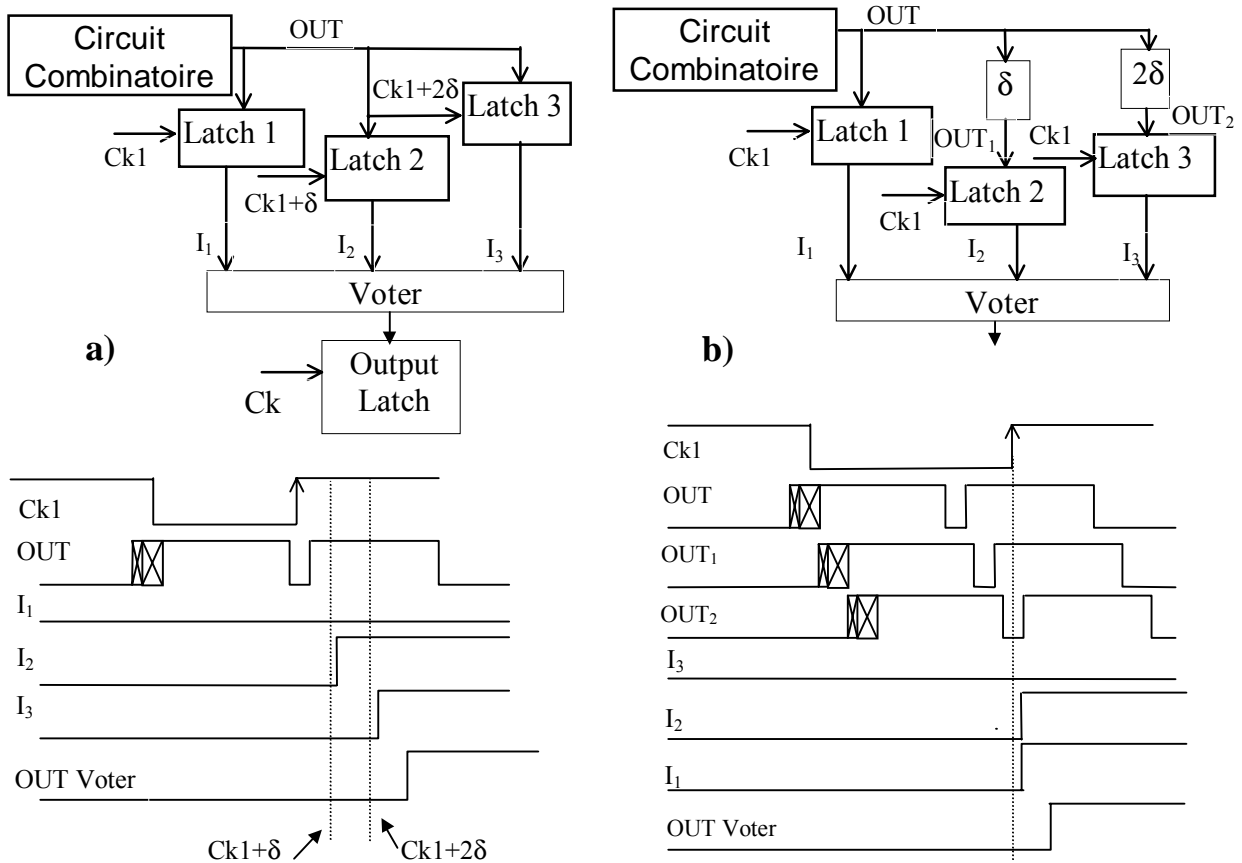 Circuit
Combinatoire
OUT
Ck1+2δ
Latch 3
Latch 1
Ck1
Latch 2
Ck1+δ
I₁
I₂
I₃
Voter
a)
Output
Latch
Ck
Ck1
OUT
I₁
I₂
I₃
OUT Voter
Ck1+δ
Ck1+2δ
Circuit
Combinatoire
OUT
δ
2δ
Latch 1
OUT₁
OUT₂
Ck1
Ck1
Latch 3
Latch 2
Ck1
I₁
I₂
I₃
Voter
b)
Ck1
OUT
OUT₁
OUT₂
I₃
I₂
I₁
OUT Voter